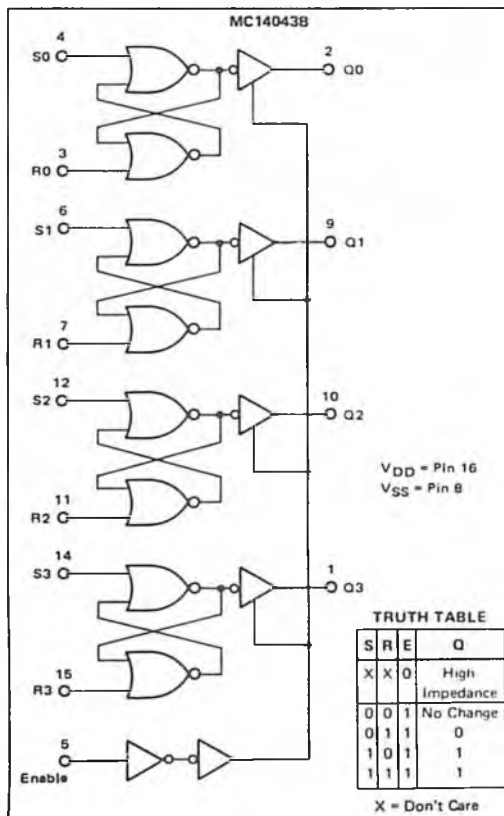 MC14043B
4
S0
2
Q0
3
R0
6
S1
9
Q1
7
R1
12
S2
10
Q2
11
R2
VDD = Pin 16
VSS = Pin 8
14
S3
1
Q3
15
R3
5
Enable
TRUTH TABLE
S R E Q
X X 0 High Impedance
0 0 1 No Change
0 1 1 0
1 0 1 1
1 1 1 1
X = Don't Care